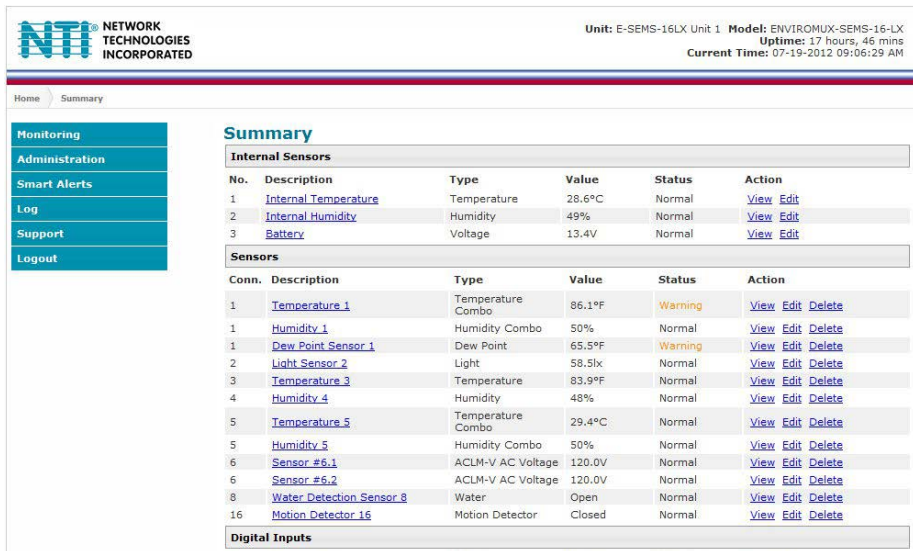 NTI NETWORK TECHNOLOGIES INCORPORATED
Unit: E-SEMS-16LX Unit 1 Model: ENVIROMUX-SEMS-16-LX
Uptime: 17 hours, 46 mins
Current Time: 07-19-2012 09:06:29 AM
Home Summary
Monitoring
Administration
Smart Alerts
Log
Support
Logout
Summary
Internal Sensors
No. Description Type Value Status Action
1 Internal Temperature Temperature 28.6°C Normal View Edit
2 Internal Humidity Humidity 49% Normal View Edit
3 Battery Voltage 13.4V Normal View Edit
Sensors
Conn. Description Type Value Status Action
1 Temperature 1 Temperature Combo 86.1°F Warning View Edit Delete
1 Humidity 1 Humidity Combo 50% Normal View Edit Delete
1 Dew Point Sensor 1 Dew Point 65.5°F Warning View Edit Delete
2 Light Sensor 2 Light 58.5lx Normal View Edit Delete
3 Temperature 3 Temperature 83.9°F Normal View Edit Delete
4 Humidity 4 Humidity 48% Normal View Edit Delete
5 Temperature 5 Temperature Combo 29.4°C Normal View Edit Delete
5 Humidity 5 Humidity Combo 50% Normal View Edit Delete
6 Sensor #6.1 ACLM-V AC Voltage 120.0V Normal View Edit Delete
6 Sensor #6.2 ACLM-V AC Voltage 120.0V Normal View Edit Delete
8 Water Detection Sensor 8 Water Open Normal View Edit Delete
16 Motion Detector 16 Motion Detector Closed Normal View Edit Delete
Digital Inputs